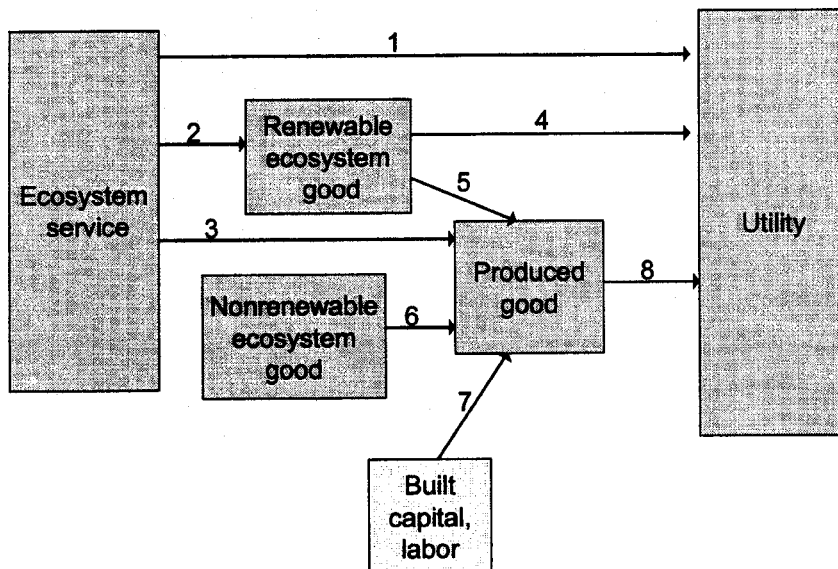 1
2
Renewable
ecosystem
good
4
5
Ecosystem
service
3
Utility
Produced
good
8
Nonrenewable
ecosystem
good
6
7
Built
capital,
labor